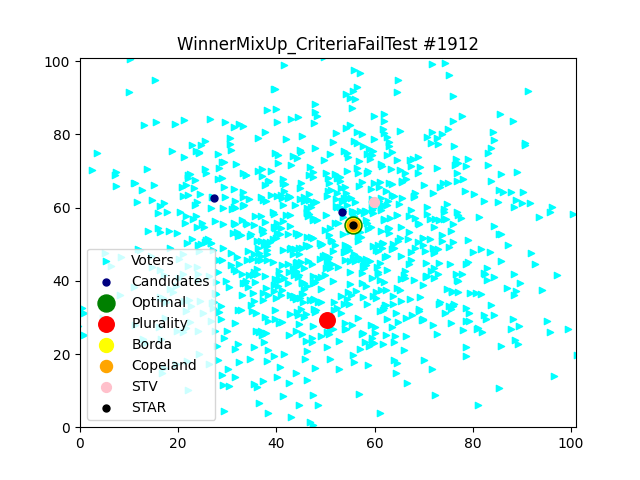 WinnerMixUp_CriteriaFailTest #1912
100
80
60
40
20
0
0 20 40 60 80 100
Voters
Candidates
Optimal
Plurality
Borda
Copeland
STV
STAR